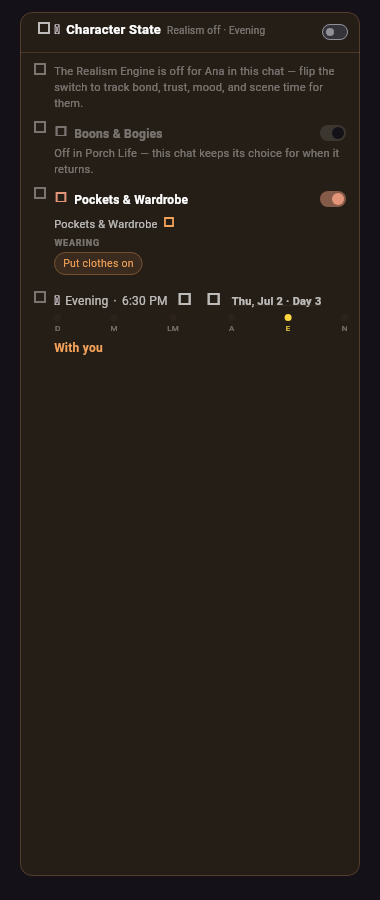 Character State Realism off · Evening
The Realism Engine is off for Ana in this chat — flip the
switch to track bond, trust, mood, and scene time for
them.
Boons & Bogies
Off in Porch Life — this chat keeps its choice for when it
returns.
Pockets & Wardrobe
Pockets & Wardrobe
WEARING
Put clothes on
Evening · 6:30 PM Thu, Jul 2 · Day 3
D M LM A E N
With you